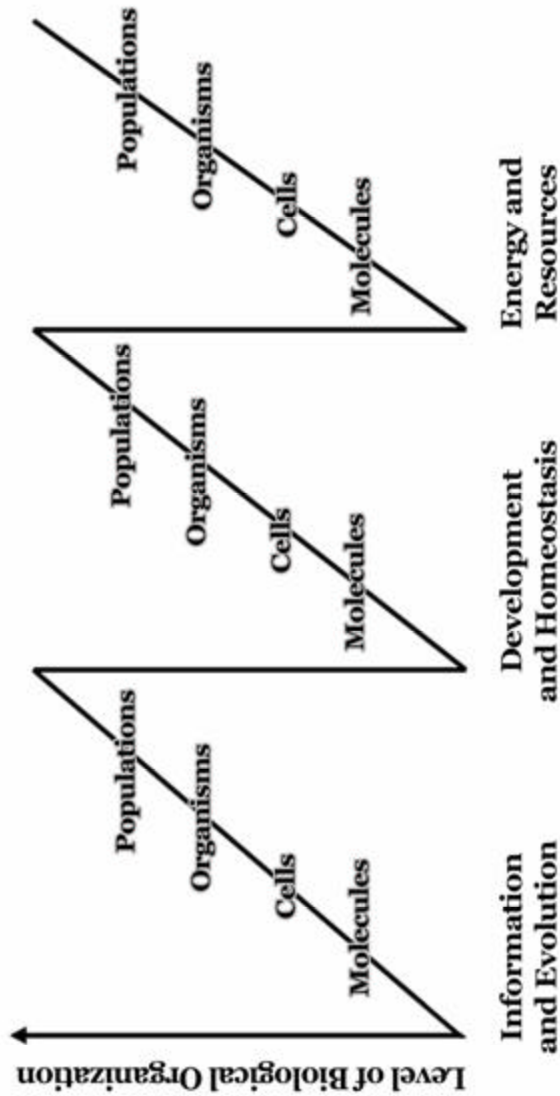 Level of Biological Organization
Populations
Organisms
Cells
Molecules
Populations
Organisms
Cells
Molecules
Populations
Organisms
Cells
Molecules
Information
and Evolution
Development
and Homeostasis
Energy and
Resources